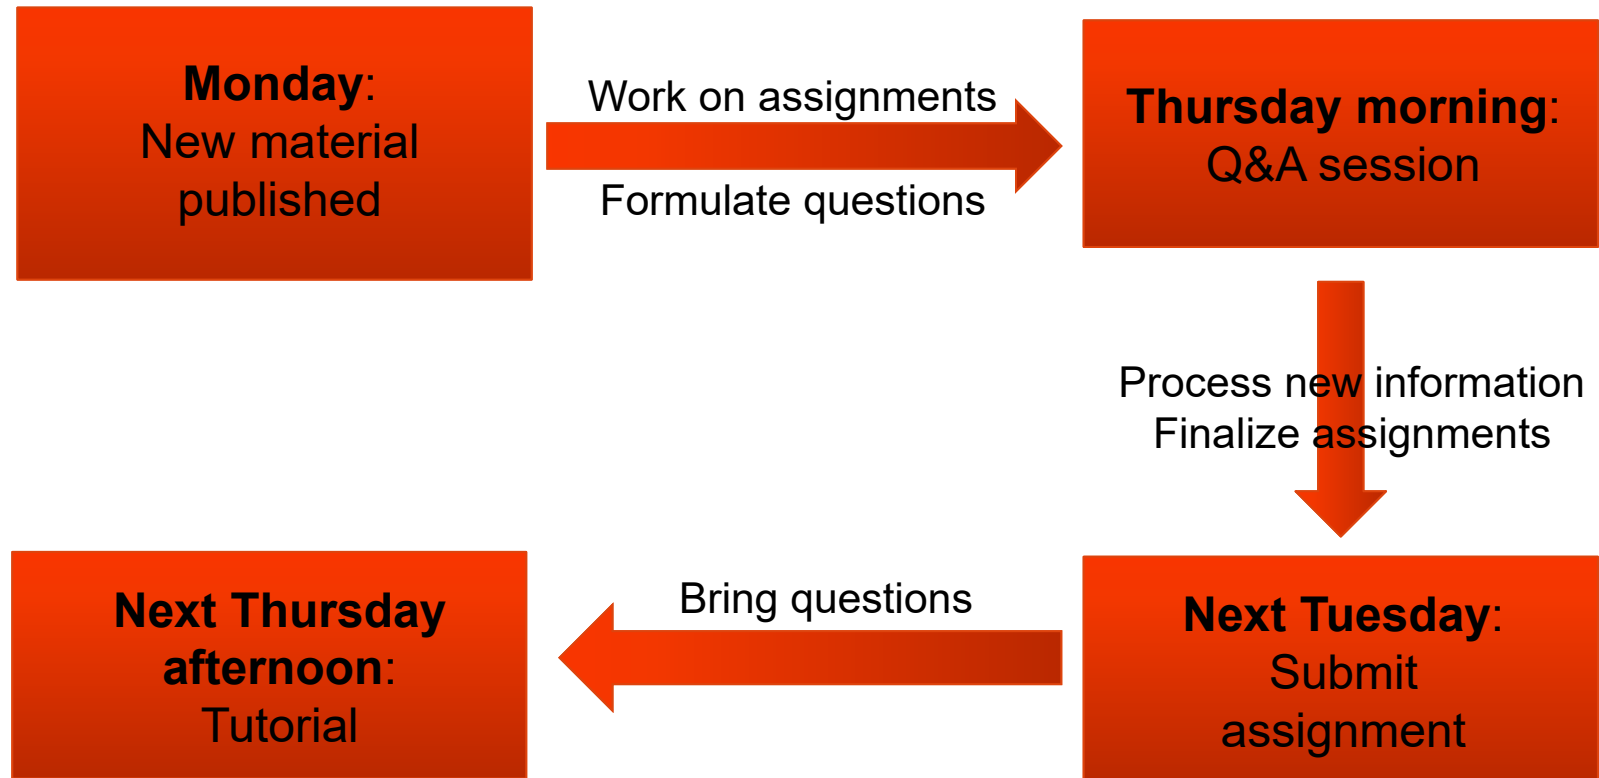 Monday:
New material
published
Work on assignments
Formulate questions
Thursday morning:
Q&A session
Process new information
Finalize assignments
Next Tuesday:
Submit
assignment
Bring questions
Next Thursday
afternoon:
Tutorial